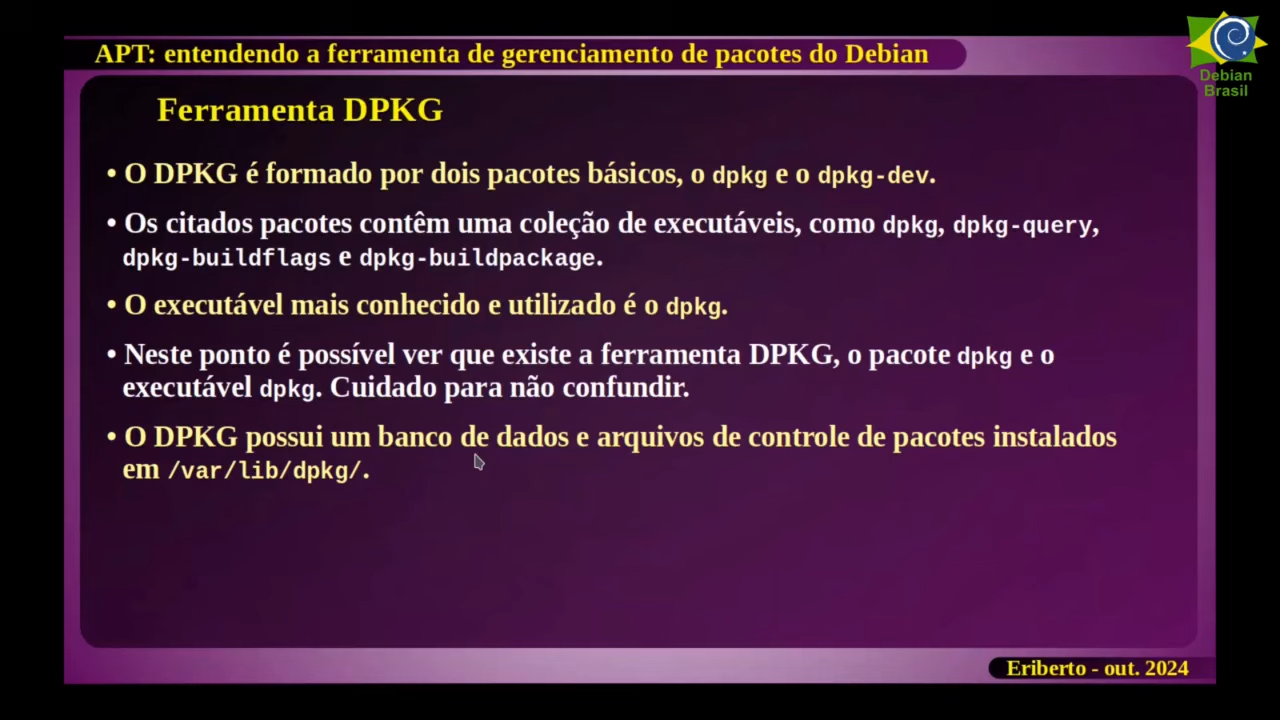 APT: entendendo a ferramenta de gerenciamento de pacotes do Debian
Debian
Brasil
Ferramenta DPKG
• O DPKG é formado por dois pacotes básicos, o dpkg e o dpkg-dev.
• Os citados pacotes contêm uma coleção de executáveis, como dpkg, dpkg-query,
dpkg-buildflags e dpkg-buildpackage.
• O executável mais conhecido e utilizado é o dpkg.
• Neste ponto é possível ver que existe a ferramenta DPKG, o pacote dpkg e o
executável dpkg. Cuidado para não confundir.
• O DPKG possui um banco de dados e arquivos de controle de pacotes instalados
em /var/lib/dpkg/.
Eriberto - out. 2024